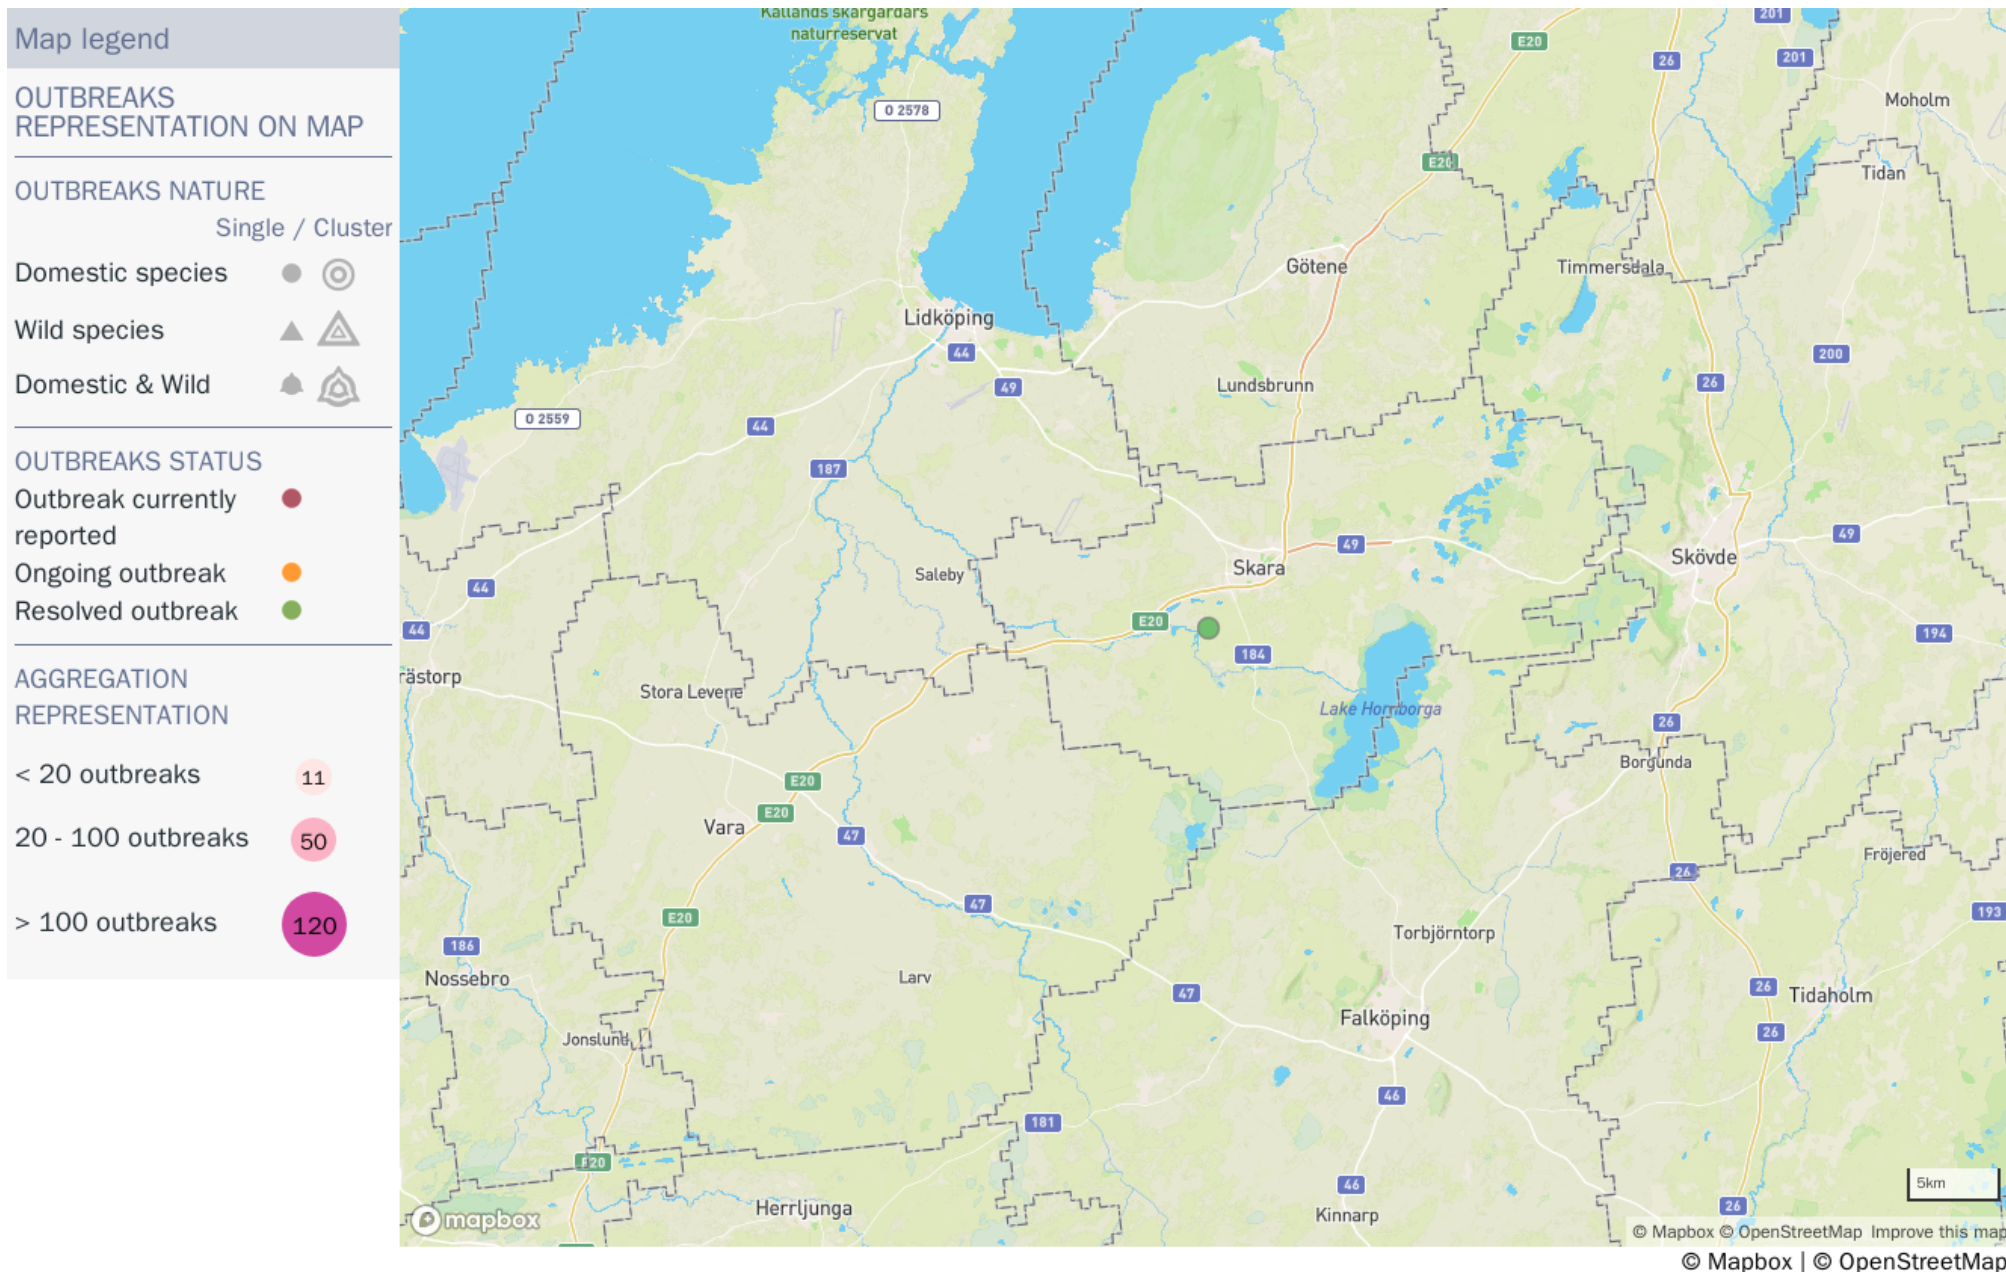 Map legend
OUTBREAKS
REPRESENTATION ON MAP
OUTBREAKS NATURE
Single / Cluster
Domestic species
Wild species
Domestic & Wild
OUTBREAKS STATUS
Outbreak currently
reported
Ongoing outbreak
Resolved outbreak
AGGREGATION
REPRESENTATION
< 20 outbreaks 11
20 - 100 outbreaks 50
> 100 outbreaks 120
Kållands skärgårdars
naturreservat
201
E20
26
201
Moholm
O 2578
E20
Tidan
Götene
Timmersdala
Lidköping
44
200
49
Lundsbrunn
26
O 2559
44
187
49
49
Skara
Skövde
Saleby
44
E20
44
184
194
rästorp
Stora Levene
Lake Hornborga
26
Borgunda
E20
E20
Vara
47
Fröjered
26
47
E20
193
Torbjörntorp
186
Nossebro
Larv
47
26
Tidaholm
Falköping
26
Jonslund
46
181
E20
46
5km
Herrljunga
Kinnarp
26
mapbox
© Mapbox © OpenStreetMap Improve this map
© Mapbox | © OpenStreetMap